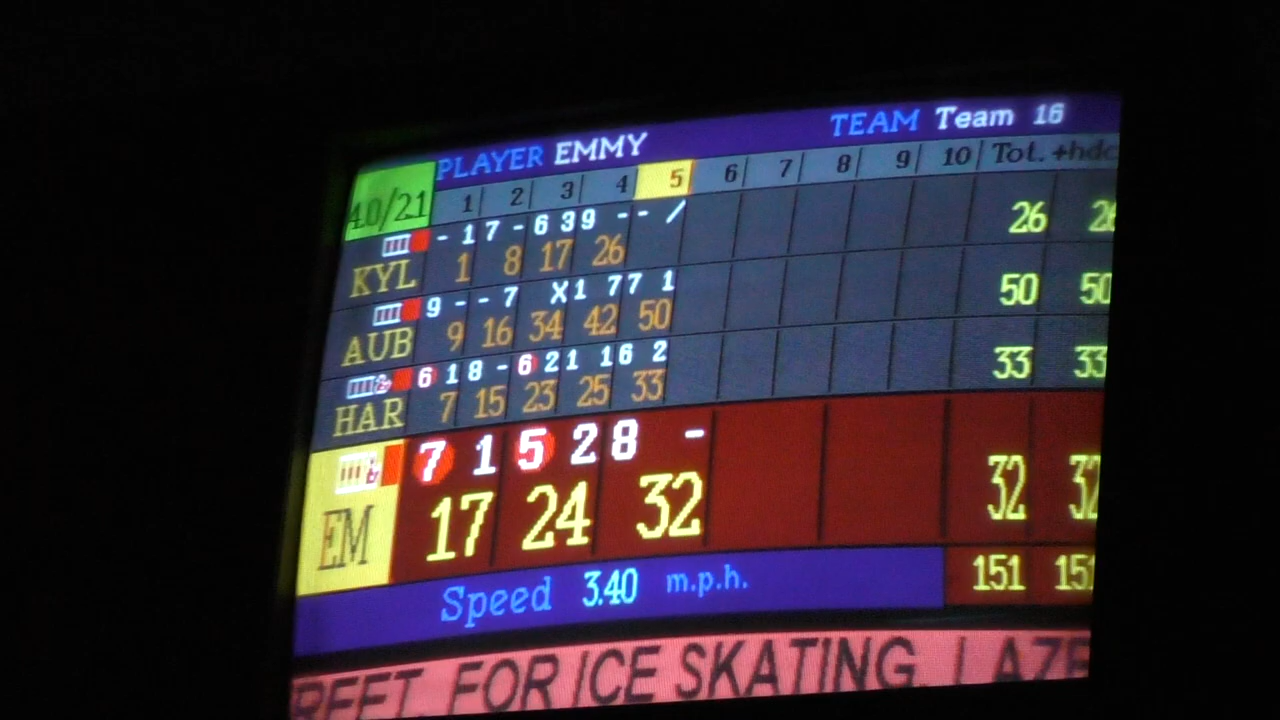 PLAYER EMMY TEAM Team 16
1 2 3 4 5 6 7 8 9 10 Tot. +hdc
- 1 7 - 6 3 9 - - /
KYL 1 8 17 26 26 26
9 - - 7 X 1 7 7 1
AUB 9 16 34 42 50 50 50
6 1 8 - 6 2 1 1 6 2
HAR 7 15 23 25 33 33 33
7 1 5 2 8 -
EM 17 24 32 32 32
Speed 3.40 m.p.h. 151 151
REET. FOR ICE SKATING, LAZE